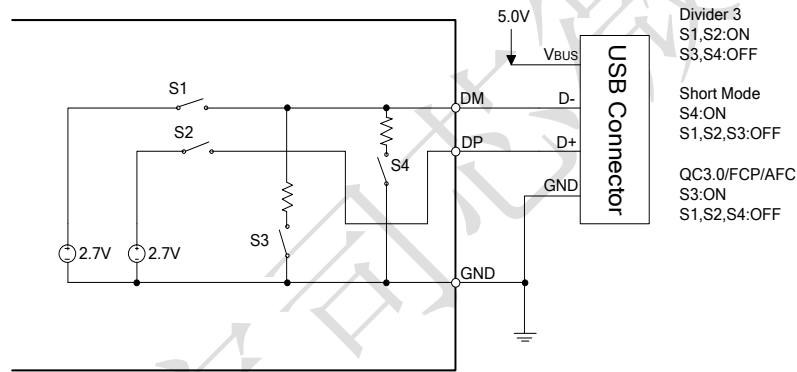 5.0V
VBUS
USB Connector
S1
DM
D-
S2
DP
D+
S4
GND
S3
2.7V
2.7V
GND
Divider 3
S1,S2:ON
S3,S4:OFF
Short Mode
S4:ON
S1,S2,S3:OFF
QC3.0/FCP/AFC
S3:ON
S1,S2,S4:OFF